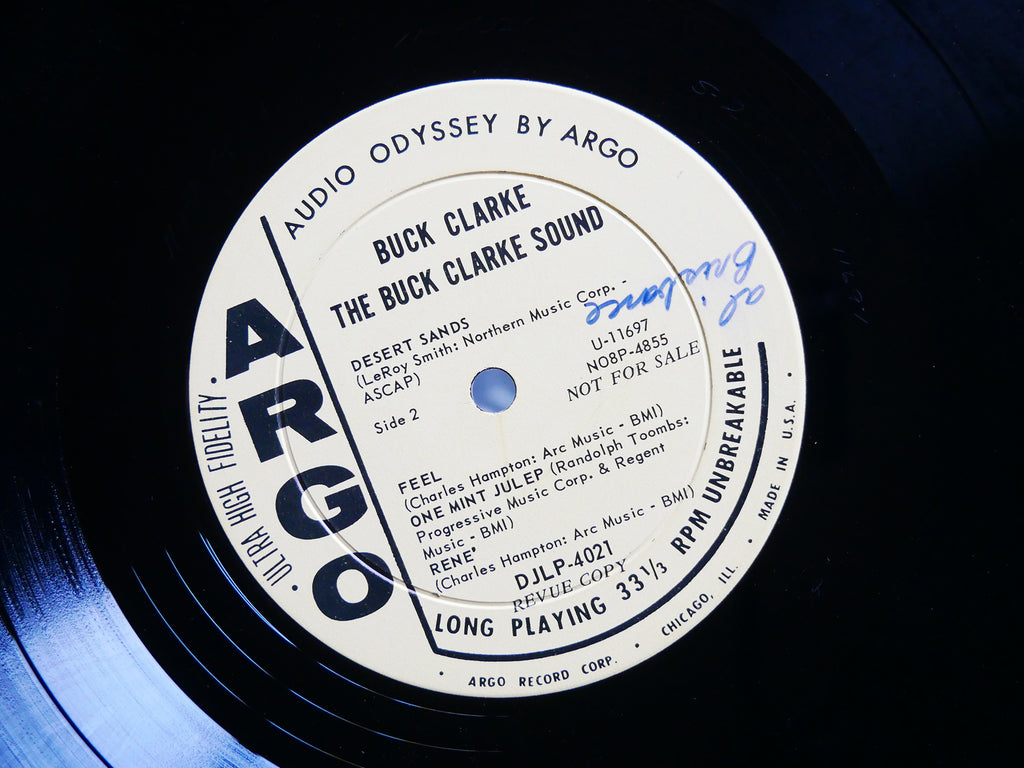 AUDIO ODYSSEY BY ARGO
BUCK CLARKE
THE BUCK CLARKE SOUND
DESERT SANDS
(LeRoy Smith: Northern Music Corp. -
ASCAP)
Side 2
U-11697
NO8P-4855
NOT FOR SALE
FEEL
(Charles Hampton: Arc Music - BMI)
ONE MINT JULEP (Randolph Toombs:
Progressive Music Corp. & Regent
Music - BMI)
RENE'
(Charles Hampton: Arc Music - BMI)
DJLP-4021
REVUE COPY
LONG PLAYING 33 1/3 RPM UNBREAKABLE
ARGO
• ULTRA HIGH FIDELITY •
• ARGO RECORD CORP. • CHICAGO, ILL. • MADE IN U.S.A. •
al